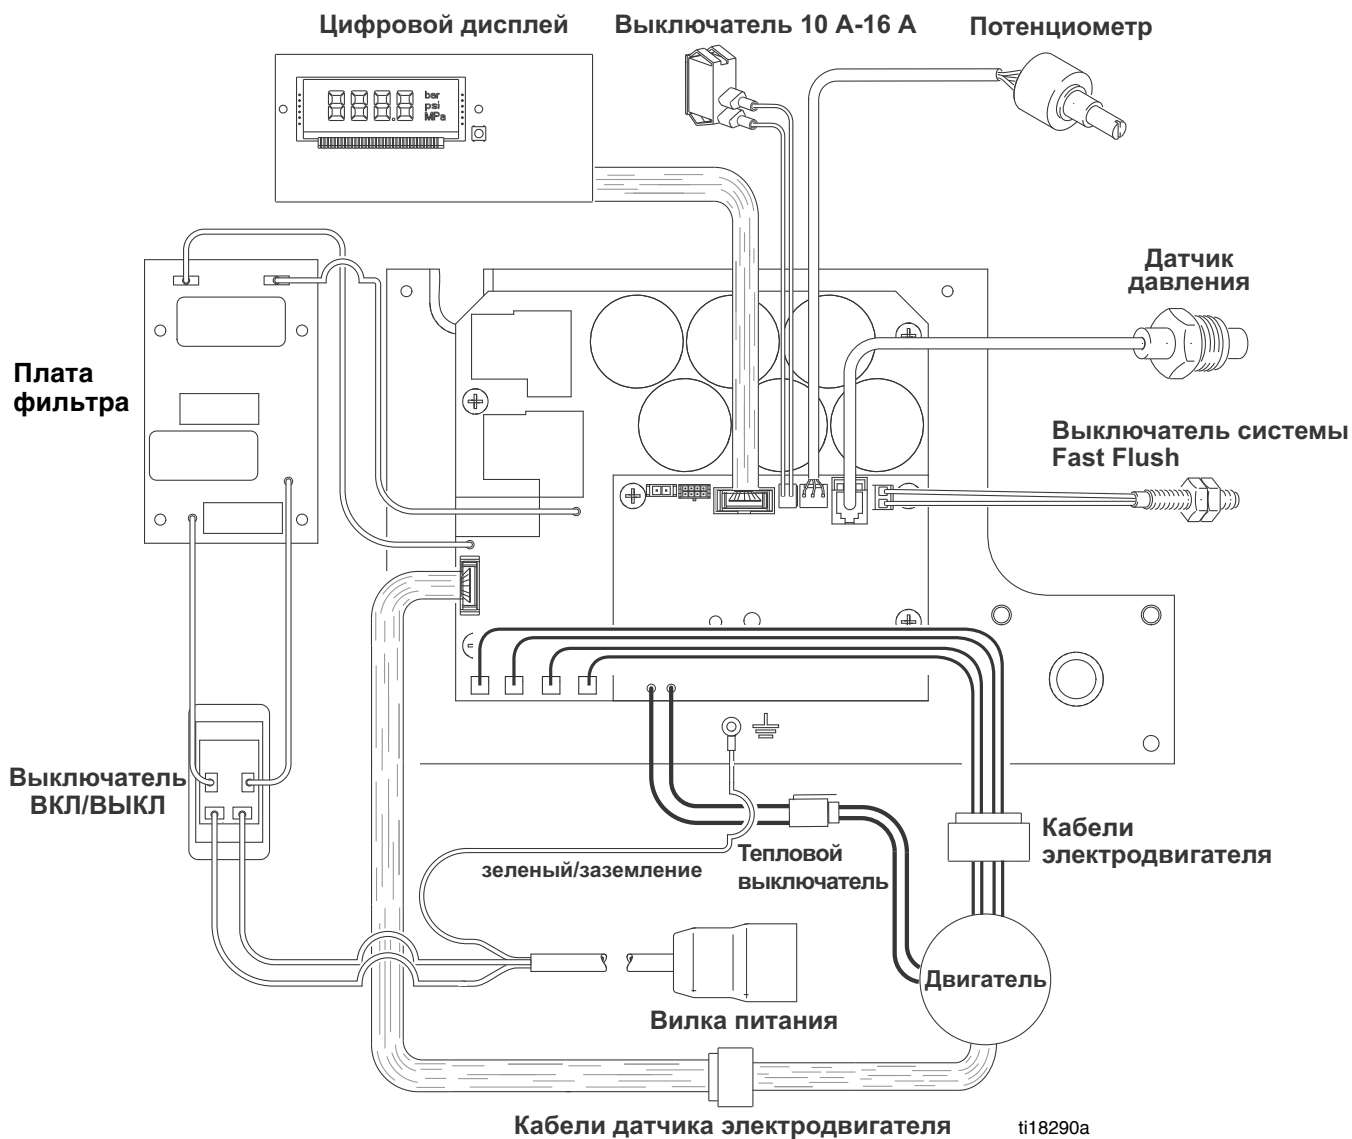 Цифровой дисплей
Выключатель 10 А-16 А
Потенциометр
bar
psi
MPa
Датчик
давления
Плата
фильтра
Выключатель системы
Fast Flush
Выключатель
ВКЛ/ВЫКЛ
зеленый/заземление
Тепловой
выключатель
Кабели
электродвигателя
Двигатель
Вилка питания
Кабели датчика электродвигателя
ti18290a